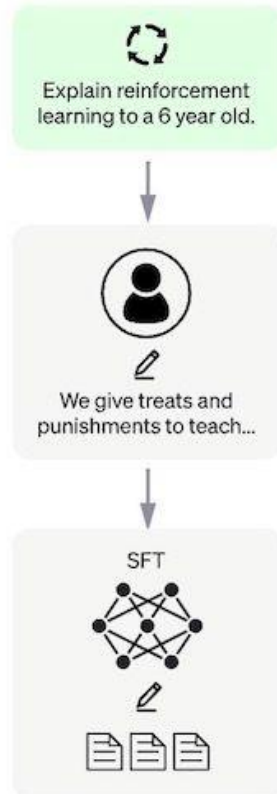 Explain reinforcement
learning to a 6 year old.
We give treats and
punishments to teach...
SFT